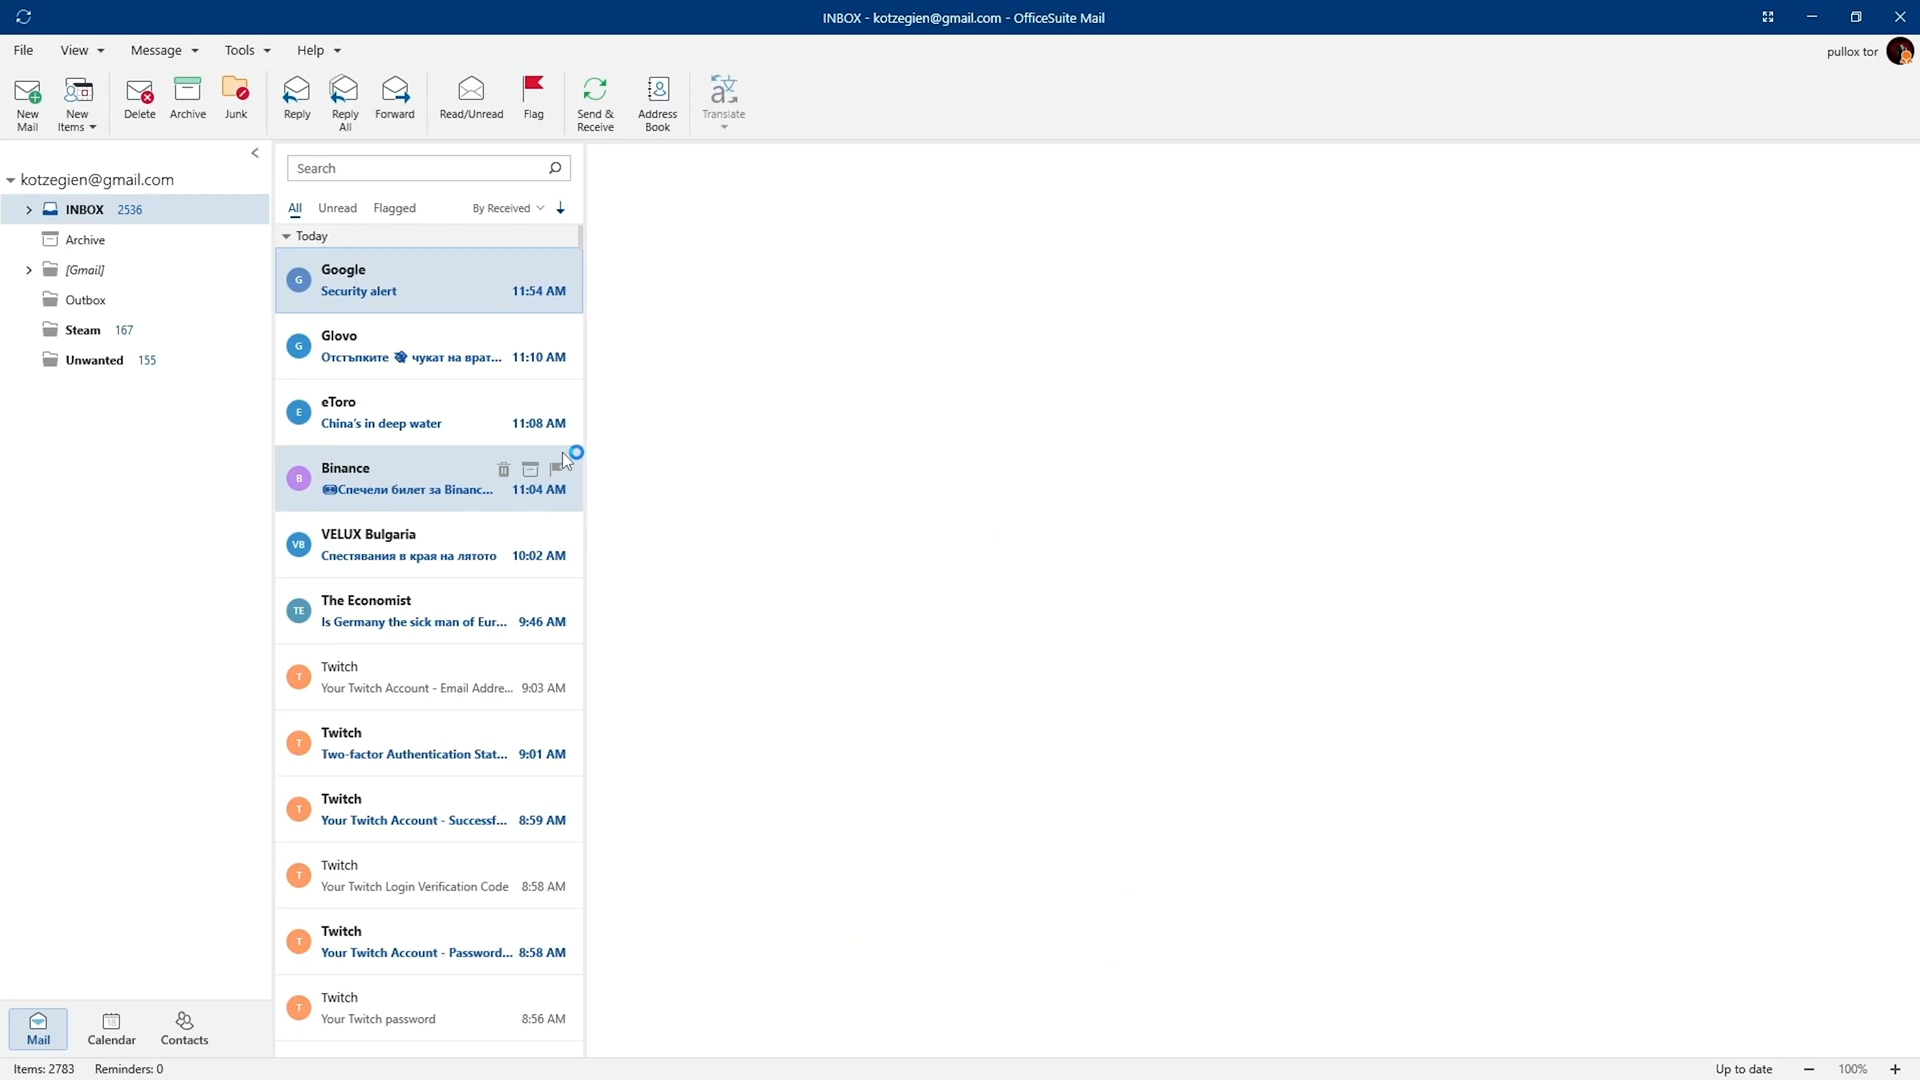 INBOX - kotzegien@gmail.com - OfficeSuite Mail
File View Message Tools Help
pullox tor
New Mail
New Items
Delete
Archive
Junk
Reply
Reply All
Forward
Read/Unread
Flag
Send & Receive
Address Book
Translate
kotzegien@gmail.com
INBOX 2536
Archive
[Gmail]
Outbox
Steam 167
Unwanted 155
Search
All Unread Flagged By Received
Today
G
Google
Security alert 11:54 AM
G
Glovo
Отстъпките чукат на врат... 11:10 AM
E
eToro
China's in deep water 11:08 AM
B
Binance
Спечели билет за Binanc... 11:04 AM
VB
VELUX Bulgaria
Спестявания в края на лятото 10:02 AM
TE
The Economist
Is Germany the sick man of Eur... 9:46 AM
T
Twitch
Your Twitch Account - Email Addre... 9:03 AM
T
Twitch
Two-factor Authentication Stat... 9:01 AM
T
Twitch
Your Twitch Account - Successf... 8:59 AM
T
Twitch
Your Twitch Login Verification Code 8:58 AM
T
Twitch
Your Twitch Account - Password... 8:58 AM
T
Twitch
Your Twitch password 8:56 AM
Mail
Calendar
Contacts
Items: 2783 Reminders: 0
Up to date 100%